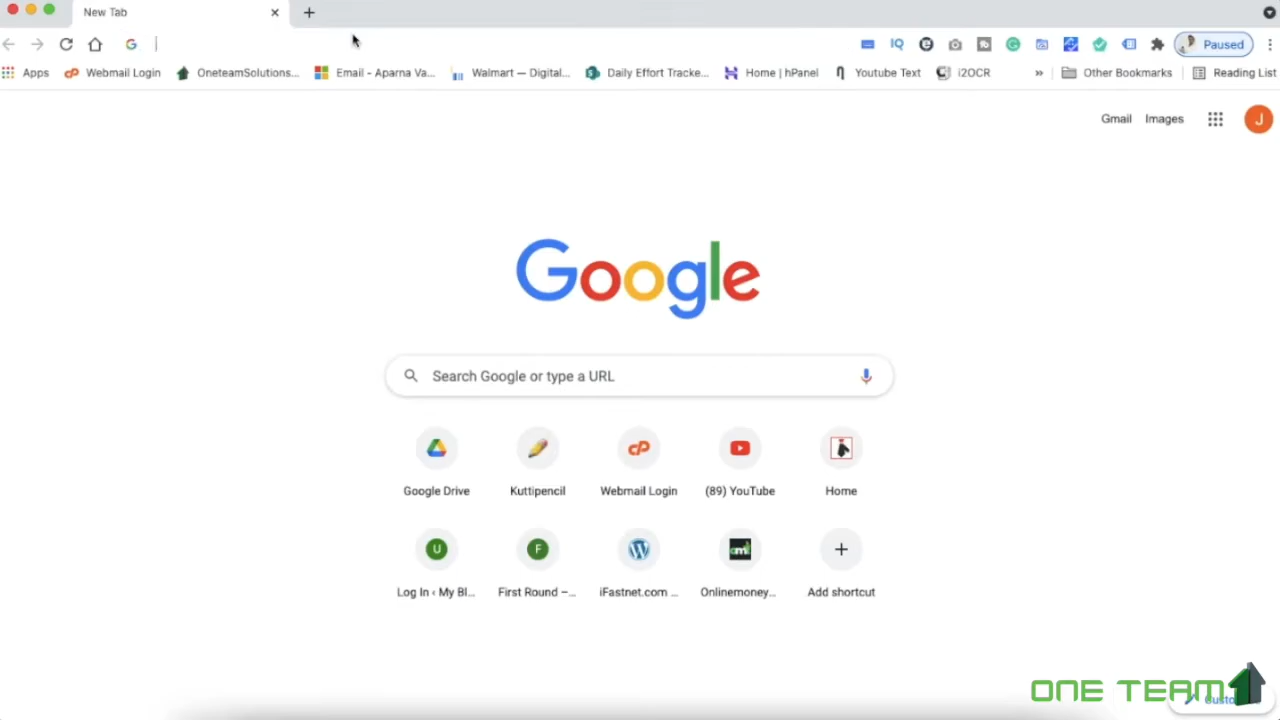 New Tab
Paused
Apps
Webmail Login
OneteamSolutions...
Email - Aparna Va...
Walmart — Digital...
Daily Effort Tracke...
Home | hPanel
Youtube Text
i2OCR
»
Other Bookmarks
Reading List
Gmail
Images
J
Google
Search Google or type a URL
Google Drive
Kuttipencil
Webmail Login
(89) YouTube
Home
U
F
Log In ‹ My Bl...
First Round –...
iFastnet.com ...
Onlinemoney...
Add shortcut
ONE TEAM